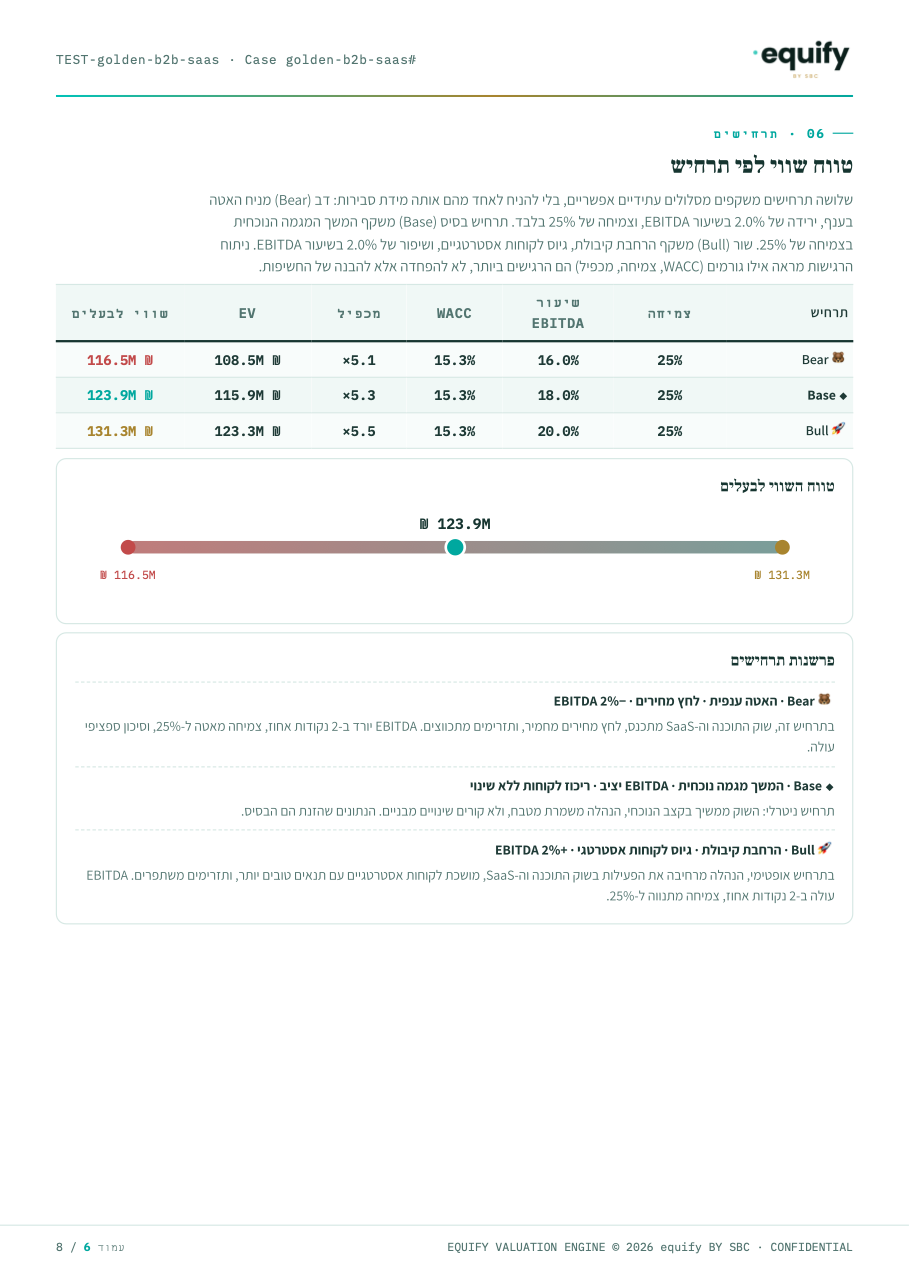 equify
BY SBC
TEST-golden-b2b-saas · Case golden-b2b-saas#
06 · תרחישים
טווח שווי לפי תרחיש
שלושה תרחישים משקפים מסלולים עתידיים אפשריים, בלי להניח לאחד מהם אותה מידת סבירות: דב (Bear) מניח האטה
בענף, ירידה של 2.0% בשיעור EBITDA, וצמיחה של 25% בלבד. תרחיש בסיס (Base) משקף המשך המגמה הנוכחית
בצמיחה של 25%. שור (Bull) משקף הרחבת קיבולת, גיוס לקוחות אסטרטגיים, ושיפור של 2.0% בשיעור EBITDA. ניתוח
הרגישות מראה אילו גורמים (WACC, צמיחה, מכפיל) הם הרגישים ביותר, לא להפחדה אלא להבנה של החשיפות.
תרחיש צמיחה שיעור EBITDA WACC מכפיל EV שווי לבעלים
🐻 Bear 25% 16.0% 15.3% ×5.1 108.5M ₪ 116.5M ₪
◆ Base 25% 18.0% 15.3% ×5.3 115.9M ₪ 123.9M ₪
🚀 Bull 25% 20.0% 15.3% ×5.5 123.3M ₪ 131.3M ₪
טווח השווי לבעלים
₪ 123.9M
₪ 131.3M
₪ 116.5M
פרשנות תרחישים
🐻 Bear · האטה ענפית · לחץ מחירים · −2% EBITDA
בתרחיש זה, שוק התוכנה וה-SaaS מתכנס, לחץ מחירים מחמיר, ותזרימים מתכווצים. EBITDA יורד ב-2 נקודות אחוז, צמיחה מאטה ל-25%, וסיכון ספציפי
עולה.
◆ Base · המשך מגמה נוכחית · EBITDA יציב · ריכוז לקוחות ללא שינוי
תרחיש ניטרלי: השוק ממשיך בקצב הנוכחי, הנהלה משמרת מטבח, ולא קורים שינויים מבניים. הנתונים שהזנת הם הבסיס.
🚀 Bull · הרחבת קיבולת · גיוס לקוחות אסטרטגי · +2% EBITDA
בתרחיש אופטימי, הנהלה מרחיבה את הפעילות בשוק התוכנה וה-SaaS, מושכת לקוחות אסטרטגיים עם תנאים טובים יותר, ותזרימים משתפרים. EBITDA
עולה ב-2 נקודות אחוז, צמיחה מתנווה ל-25%.
EQUIFY VALUATION ENGINE © 2026 equify BY SBC · CONFIDENTIAL
עמוד 6 / 8